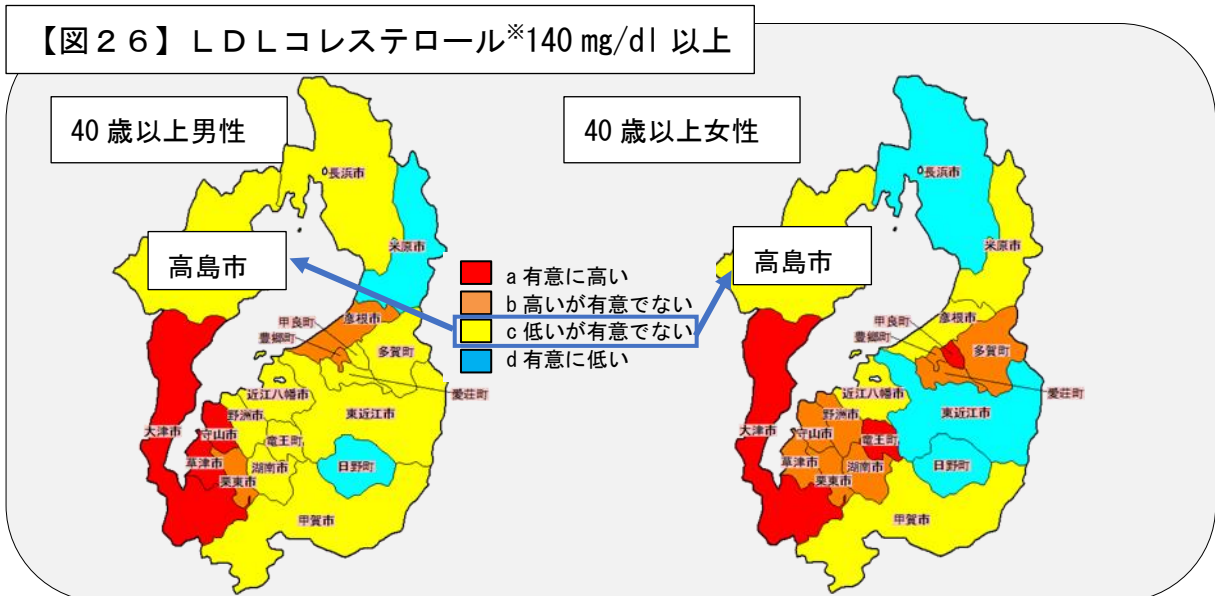 【図２６】ＬＤＬコレステロール※140 mg/dl 以上
40 歳以上男性
長浜市
米原市
高島市
彦根市
甲良町
豊郷町
多賀町
愛荘町
近江八幡市
東近江市
野洲市
竜王町
大津市
守山市
草津市
湖南市
栗東市
日野町
甲賀市
a 有意に高い
b 高いが有意でない
c 低いが有意でない
d 有意に低い
40 歳以上女性
長浜市
米原市
高島市
彦根市
甲良町
豊郷町
多賀町
愛荘町
近江八幡市
東近江市
野洲市
守山市
竜王町
大津市
草津市
湖南市
栗東市
日野町
甲賀市